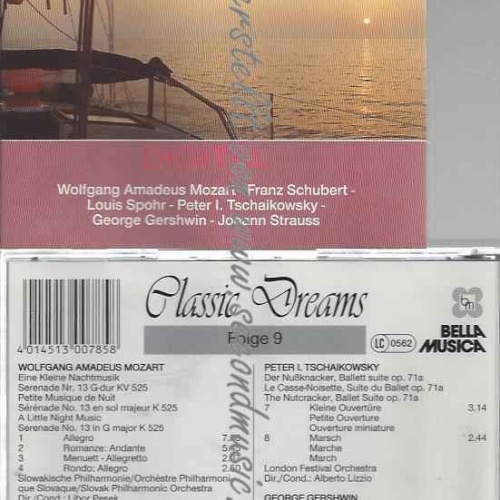 DIGITAL
Wolfgang Amadeus Mozart - Franz Schubert -
Louis Spohr - Peter I. Tschaikowsky -
George Gershwin - Johann Strauss
Classic Dreams
Folge 9
LC 0562
bm
BELLA
MUSICA
4 014513 007858
WOLFGANG AMADEUS MOZART
Eine Kleine Nachtmusik
Serenade Nr. 13 G-dur KV 525
Petite Musique de Nuit
Sérénade No. 13 en sol majeur K 525
A Little Night Music
Serenade No. 13 in G major K 525
1 Allegro
2 Romanze: Andante
3 Menuett - Allegretto
4 Rondo: Allegro
Slowakische Philharmonie/Orchèstre Philharmoni-
que Slovaque/Slovak Philharmonic Orchestra
Dir./Cond.: Libor Pesek
PETER I. TSCHAIKOWSKY
Der Nußknacker, Ballett suite op. 71a
Le Casse-Noisette, Suite du Ballet op. 71a
The Nutcracker, Ballet Suite op. 71a
7 Kleine Ouvertüre 3.14
Petite Ouverture
Ouverture miniature
8 Marsch 2.44
Marche
March
London Festival Orchestra
Dir./Cond.: Alberto Lizzio
GEORGE GERSHWIN